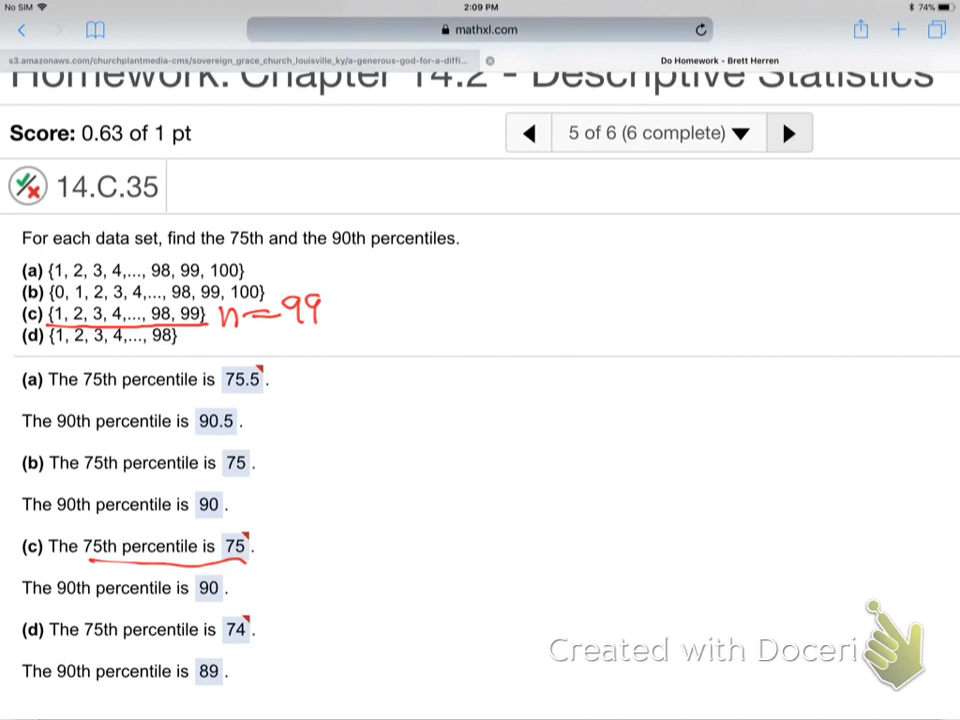 No SIM 2:09 PM 74%
mathxl.com
s3.amazonaws.com/churchplantmedia-cms/sovereign_grace_church_louisville_ky/a-generous-god-for-a-diffi... Do Homework - Brett Herren
Homework: Chapter 14.2 - Descriptive Statistics
Score: 0.63 of 1 pt 5 of 6 (6 complete)
14.C.35
For each data set, find the 75th and the 90th percentiles.
(a) {1, 2, 3, 4,..., 98, 99, 100}
(b) {0, 1, 2, 3, 4,..., 98, 99, 100}
(c) {1, 2, 3, 4,..., 98, 99} n=99
(d) {1, 2, 3, 4,..., 98}
(a) The 75th percentile is 75.5.
The 90th percentile is 90.5.
(b) The 75th percentile is 75.
The 90th percentile is 90.
(c) The 75th percentile is 75.
The 90th percentile is 90.
(d) The 75th percentile is 74.
The 90th percentile is 89.
Created with Doceri